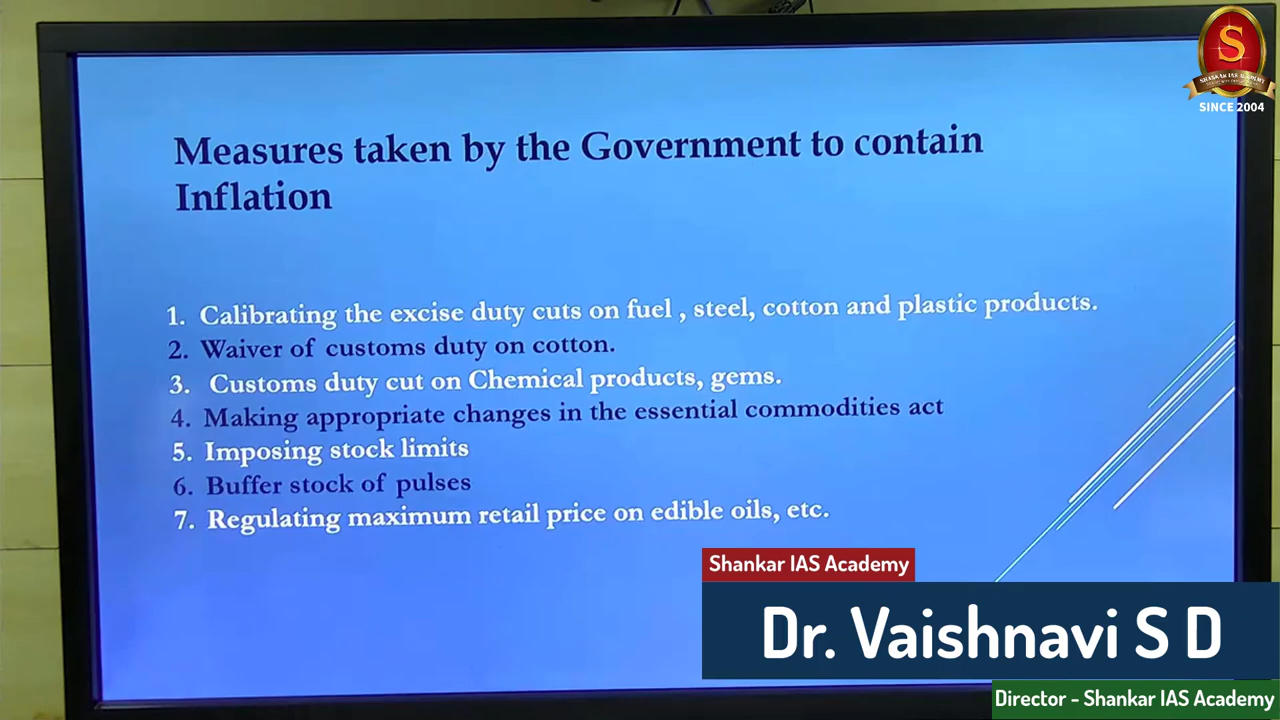 S
SHANKAR IAS ACADEMY
SINCE 2004
Measures taken by the Government to contain
Inflation
1. Calibrating the excise duty cuts on fuel , steel, cotton and plastic products.
2. Waiver of customs duty on cotton.
3. Customs duty cut on Chemical products, gems.
4. Making appropriate changes in the essential commodities act
5. Imposing stock limits
6. Buffer stock of pulses
7. Regulating maximum retail price on edible oils, etc.
Shankar IAS Academy
Dr. Vaishnavi S D
Director - Shankar IAS Academy